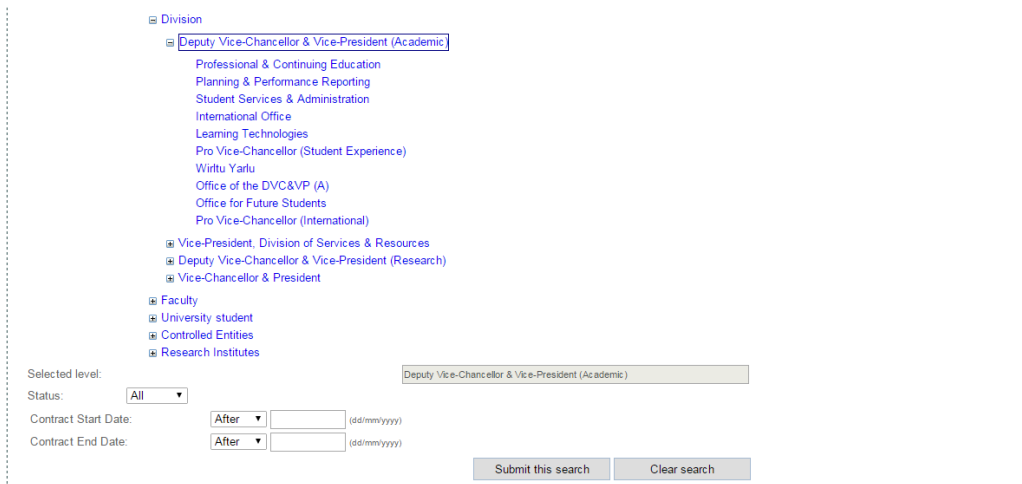 Division
Deputy Vice-Chancellor & Vice-President (Academic)
Professional & Continuing Education
Planning & Performance Reporting
Student Services & Administration
International Office
Learning Technologies
Pro Vice-Chancellor (Student Experience)
Wirltu Yarlu
Office of the DVC&VP (A)
Office for Future Students
Pro Vice-Chancellor (International)
Vice-President, Division of Services & Resources
Deputy Vice-Chancellor & Vice-President (Research)
Vice-Chancellor & President
Faculty
University student
Controlled Entities
Research Institutes
Selected level: Deputy Vice-Chancellor & Vice-President (Academic)
Status: All
Contract Start Date: After (dd/mm/yyyy)
Contract End Date: After (dd/mm/yyyy)
Submit this search Clear search